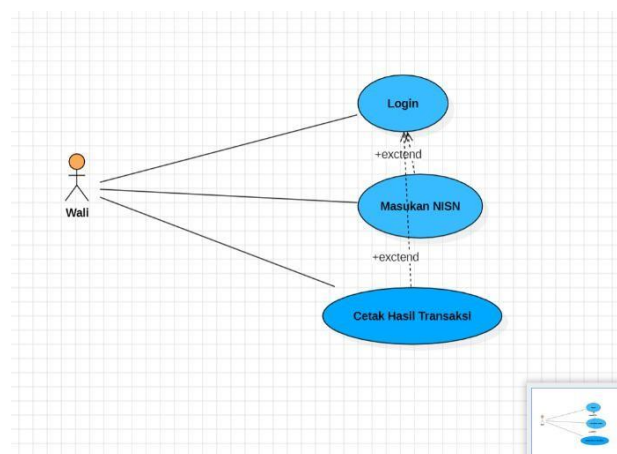 Login
+exctend
Wali
Masukan NISN
+exctend
Cetak Hasil Transaksi